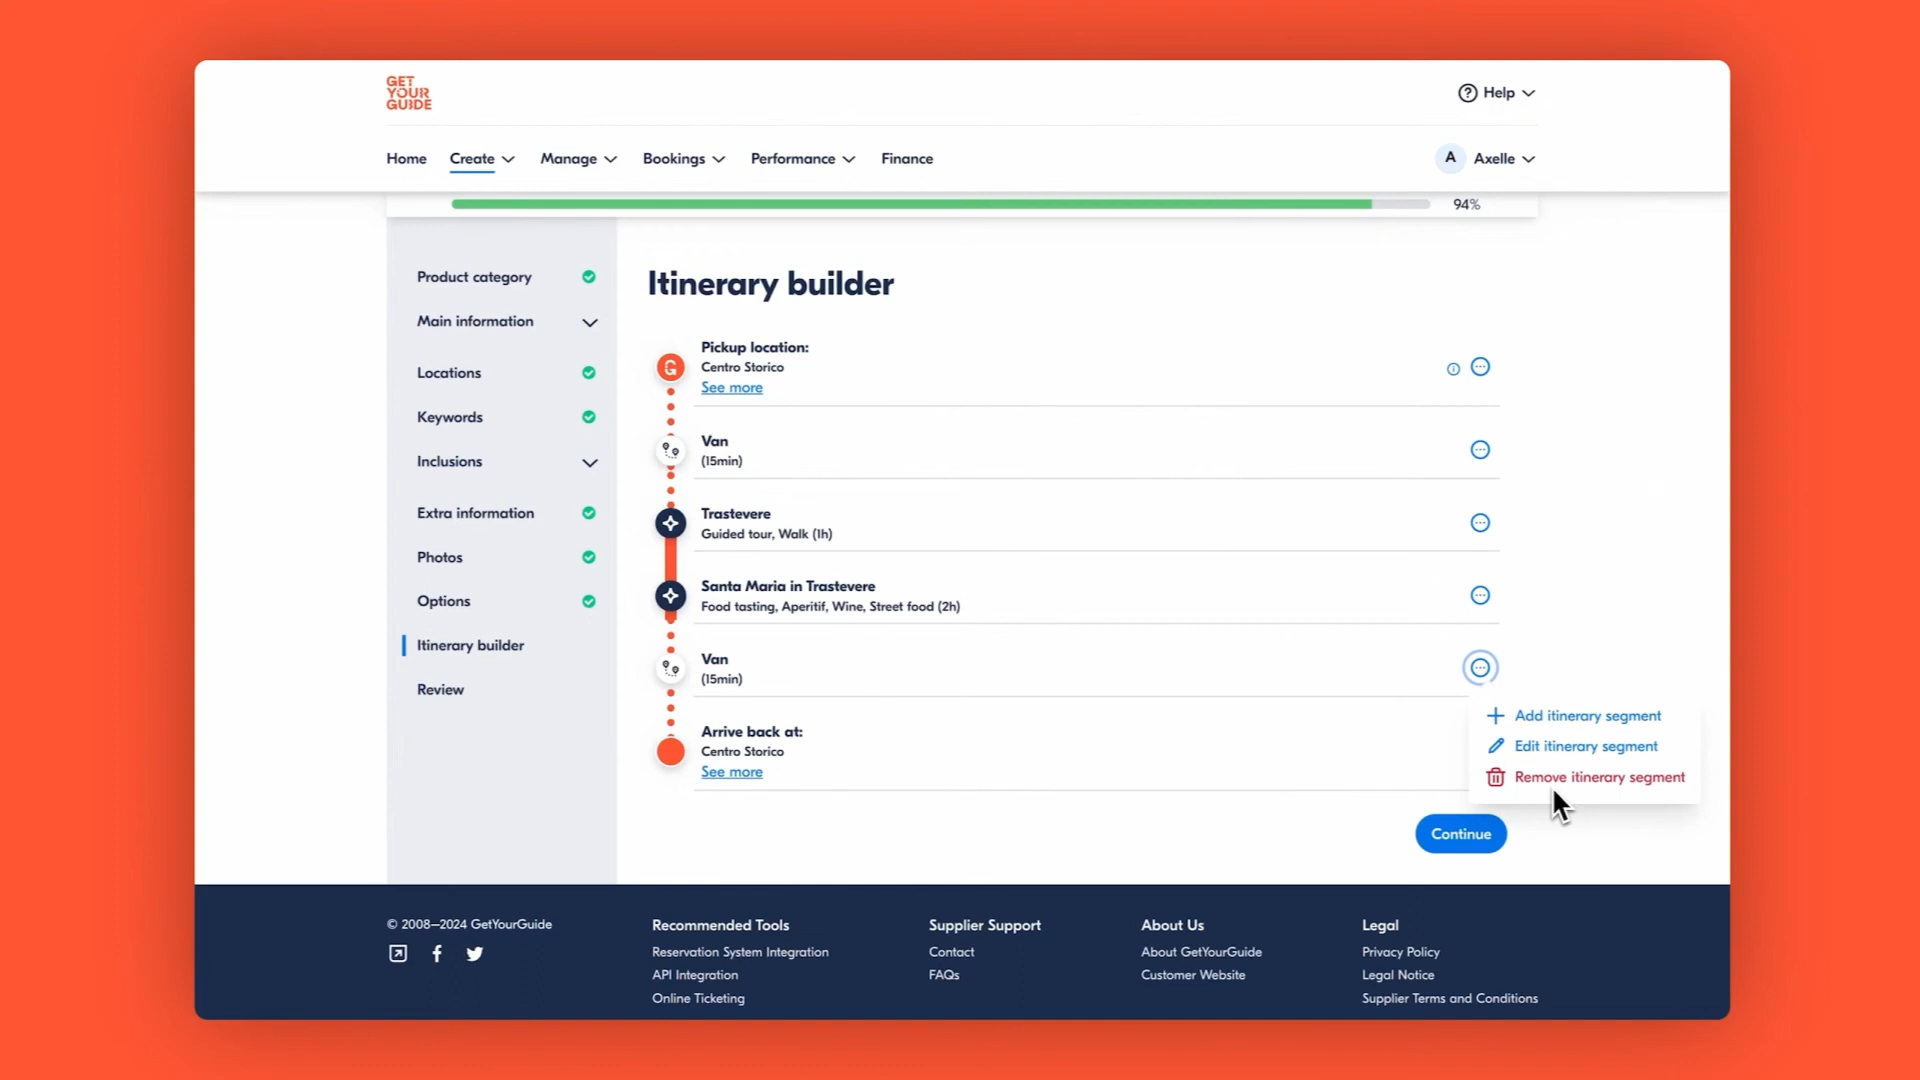 GET
YOUR
GUIDE
Help
Home
Create
Manage
Bookings
Performance
Finance
A
Axelle
94%
Product category
Main information
Locations
Keywords
Inclusions
Extra information
Photos
Options
Itinerary builder
Review
Itinerary builder
G
Pickup location:
Centro Storico
See more
Van
(15min)
Trastevere
Guided tour, Walk (1h)
Santa Maria in Trastevere
Food tasting, Aperitif, Wine, Street food (2h)
Van
(15min)
Arrive back at:
Centro Storico
See more
Add itinerary segment
Edit itinerary segment
Remove itinerary segment
Continue
© 2008–2024 GetYourGuide
Recommended Tools
Reservation System Integration
API Integration
Online Ticketing
Supplier Support
Contact
FAQs
About Us
About GetYourGuide
Customer Website
Legal
Privacy Policy
Legal Notice
Supplier Terms and Conditions